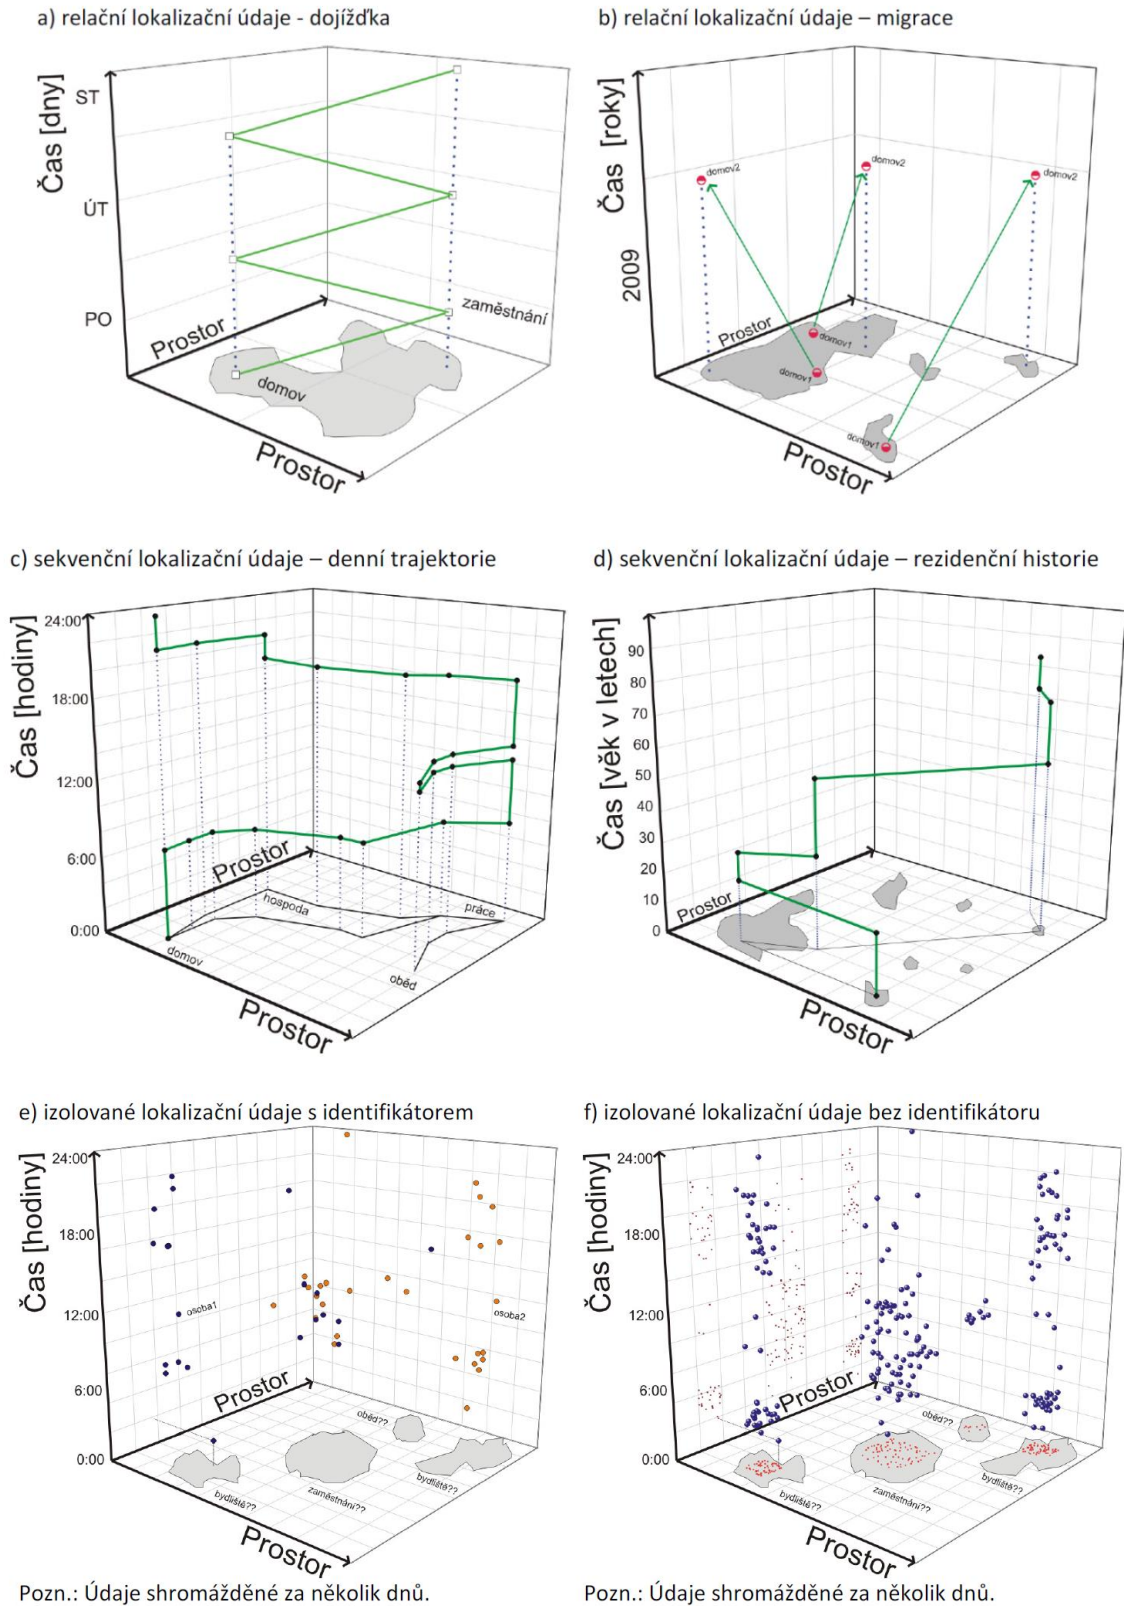 a) relační lokalizační údaje - dojížďka
Čas [dny]
ST
ÚT
PO
Prostor
zaměstnání
domov
Prostor
b) relační lokalizační údaje – migrace
Čas [roky]
2009
domov2
domov2
domov2
Prostor
domov1
domov1
domov1
Prostor
c) sekvenční lokalizační údaje – denní trajektorie
Čas [hodiny]
24:00
18:00
12:00
6:00
0:00
Prostor
hospoda
práce
domov
oběd
Prostor
d) sekvenční lokalizační údaje – rezidenční historie
Čas [věk v letech]
90
80
70
60
50
40
30
20
10
0
Prostor
Prostor
e) izolované lokalizační údaje s identifikátorem
Čas [hodiny]
24:00
18:00
12:00
6:00
0:00
osoba1
osoba2
Prostor
oběd??
bydliště??
zaměstnání??
bydliště??
Prostor
Pozn.: Údaje shromážděné za několik dnů.
f) izolované lokalizační údaje bez identifikátoru
Čas [hodiny]
24:00
18:00
12:00
6:00
0:00
Prostor
oběd??
bydliště??
zaměstnání??
bydliště??
Prostor
Pozn.: Údaje shromážděné za několik dnů.